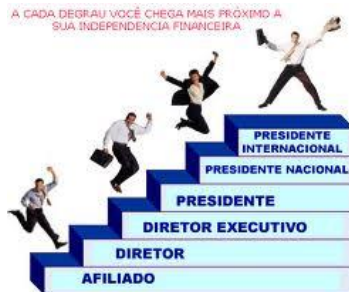 A CADA DEGRAU VOCÊ CHEGA MAIS PRÓXIMO A
SUA INDEPENDENCIA FINANCEIRA
PRESIDENTE
INTERNACIONAL
PRESIDENTE NACIONAL
PRESIDENTE
DIRETOR EXECUTIVO
DIRETOR
AFILIADO